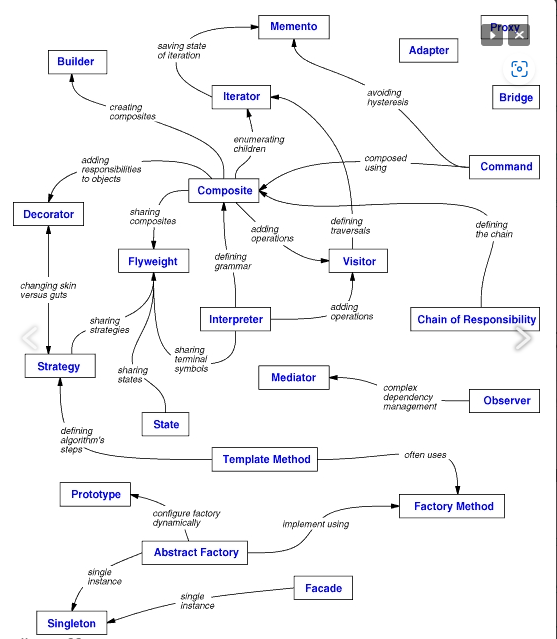 Memento
Proxy
saving state
of iteration
Adapter
Builder
Iterator
avoiding
hysteresis
Bridge
creating
composites
enumerating
children
adding
responsibilities
to objects
composed
using
Command
Composite
Decorator
sharing
composites
adding
operations
defining
traversals
defining
the chain
Flyweight
defining
grammar
Visitor
changing skin
versus guts
sharing
strategies
Interpreter
adding
operations
Chain of Responsibility
Strategy
sharing
states
sharing
terminal
symbols
Mediator
complex
dependency
management
Observer
State
defining
algorithm's
steps
Template Method
often uses
Prototype
configure factory
dynamically
implement using
Factory Method
Abstract Factory
single
instance
single
instance
Facade
Singleton